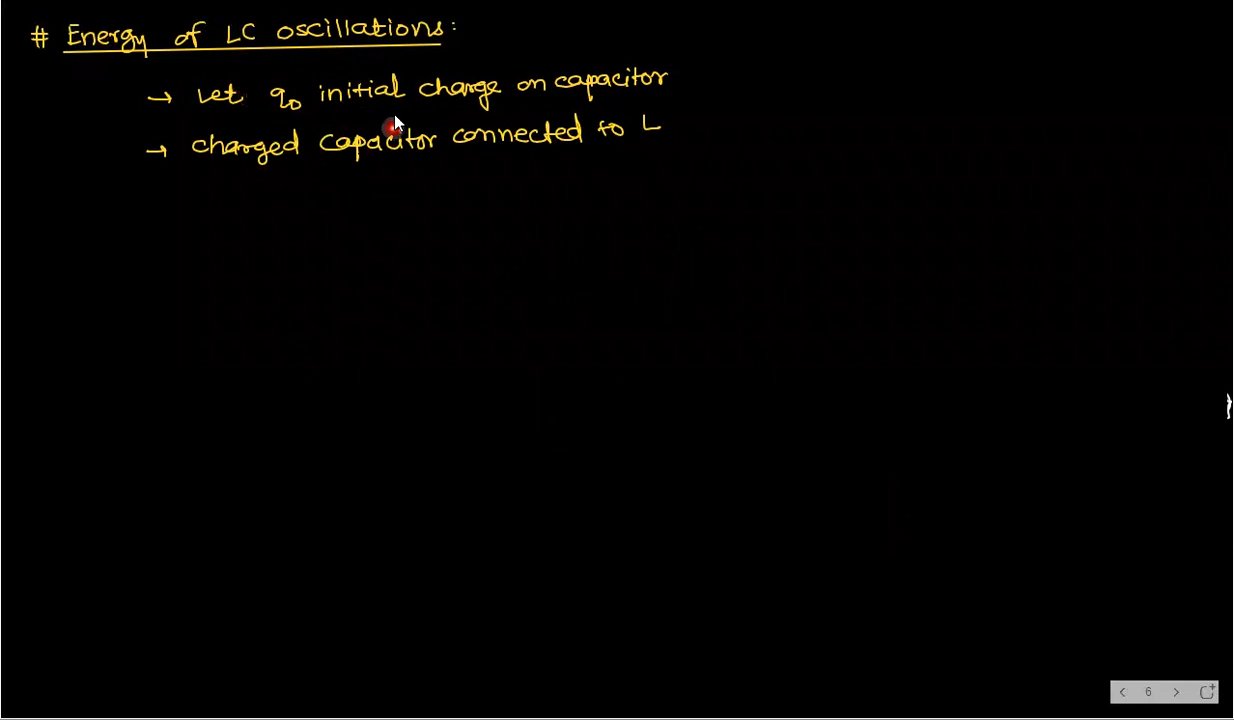 # Energy of LC oscillations:
→ Let q₀ initial charge on capacitor
→ charged capacitor connected to L
6